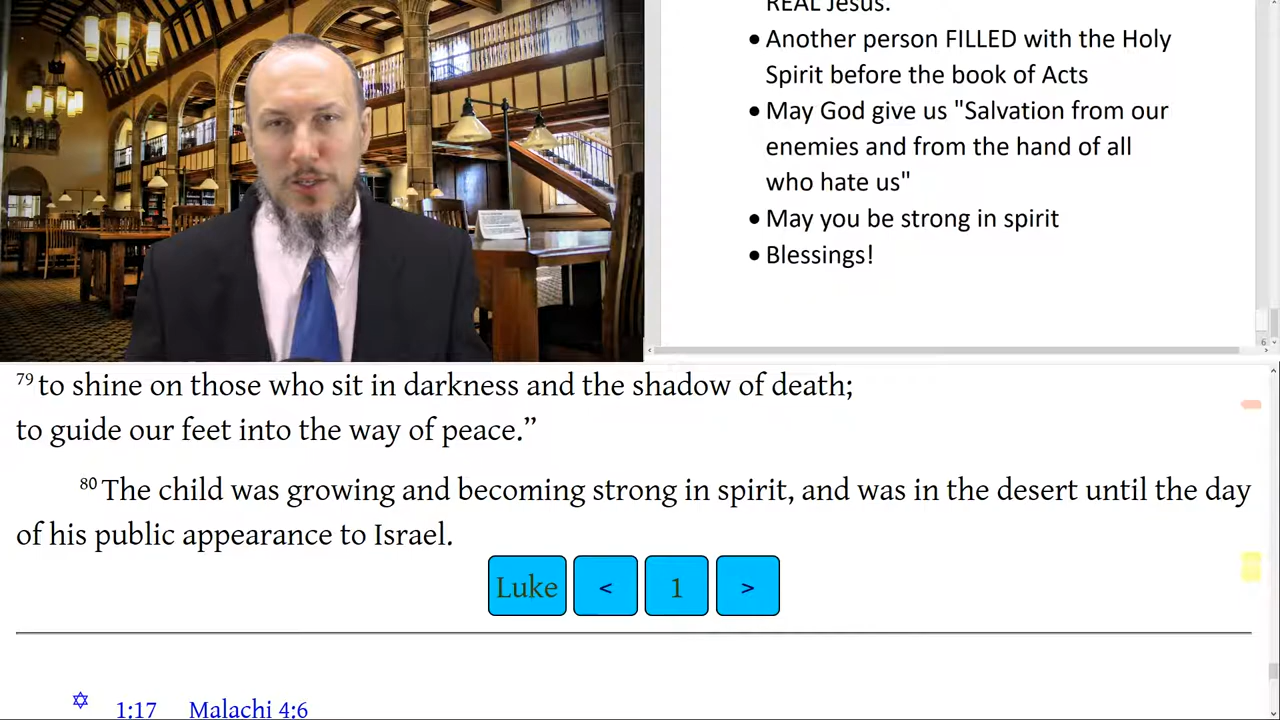 REAL Jesus.
• Another person FILLED with the Holy
Spirit before the book of Acts
• May God give us "Salvation from our
enemies and from the hand of all
who hate us"
• May you be strong in spirit
• Blessings!
6
79 to shine on those who sit in darkness and the shadow of death;
to guide our feet into the way of peace.”
80 The child was growing and becoming strong in spirit, and was in the desert until the day
of his public appearance to Israel.
Luke < 1 >
✡ 1:17 Malachi 4:6